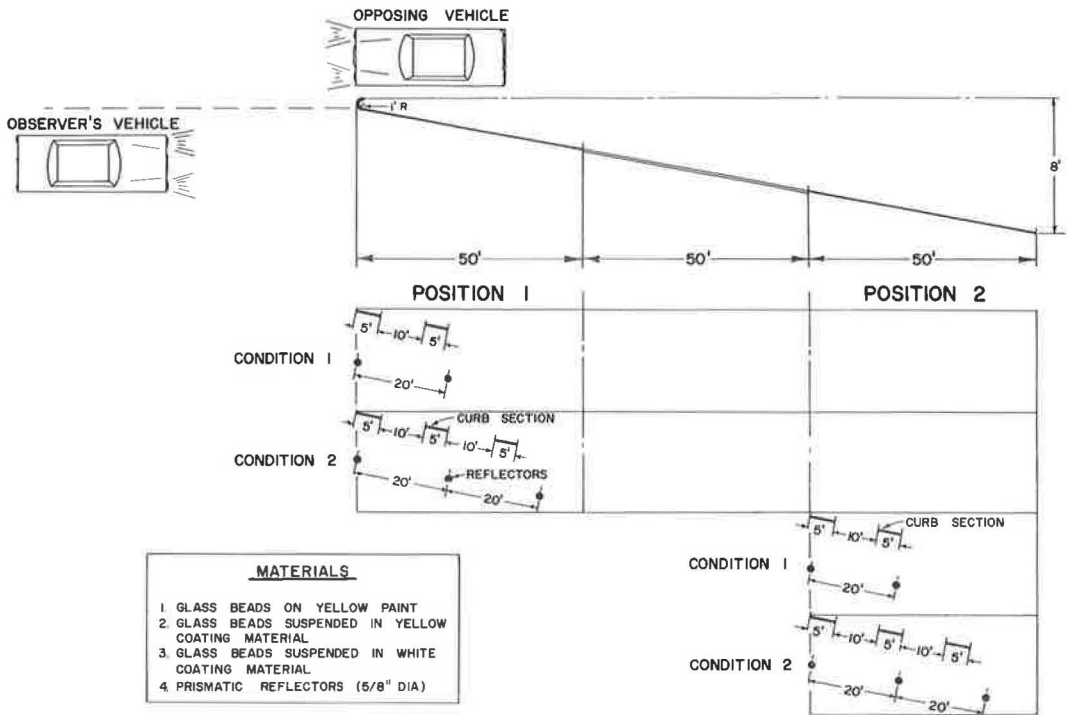 OPPOSING VEHICLE
1' R
OBSERVER'S VEHICLE
8'
50'
50'
50'
POSITION 1
POSITION 2
5'
10'
5'
CONDITION 1
20'
CURB SECTION
5'
10'
5'
10'
5'
CONDITION 2
REFLECTORS
20'
20'
CURB SECTION
5'
10'
5'
CONDITION 1
20'
MATERIALS
1. GLASS BEADS ON YELLOW PAINT
2. GLASS BEADS SUSPENDED IN YELLOW
COATING MATERIAL
3. GLASS BEADS SUSPENDED IN WHITE
COATING MATERIAL
4. PRISMATIC REFLECTORS (5/8" DIA)
5'
10'
5'
10'
5'
CONDITION 2
20'
20'